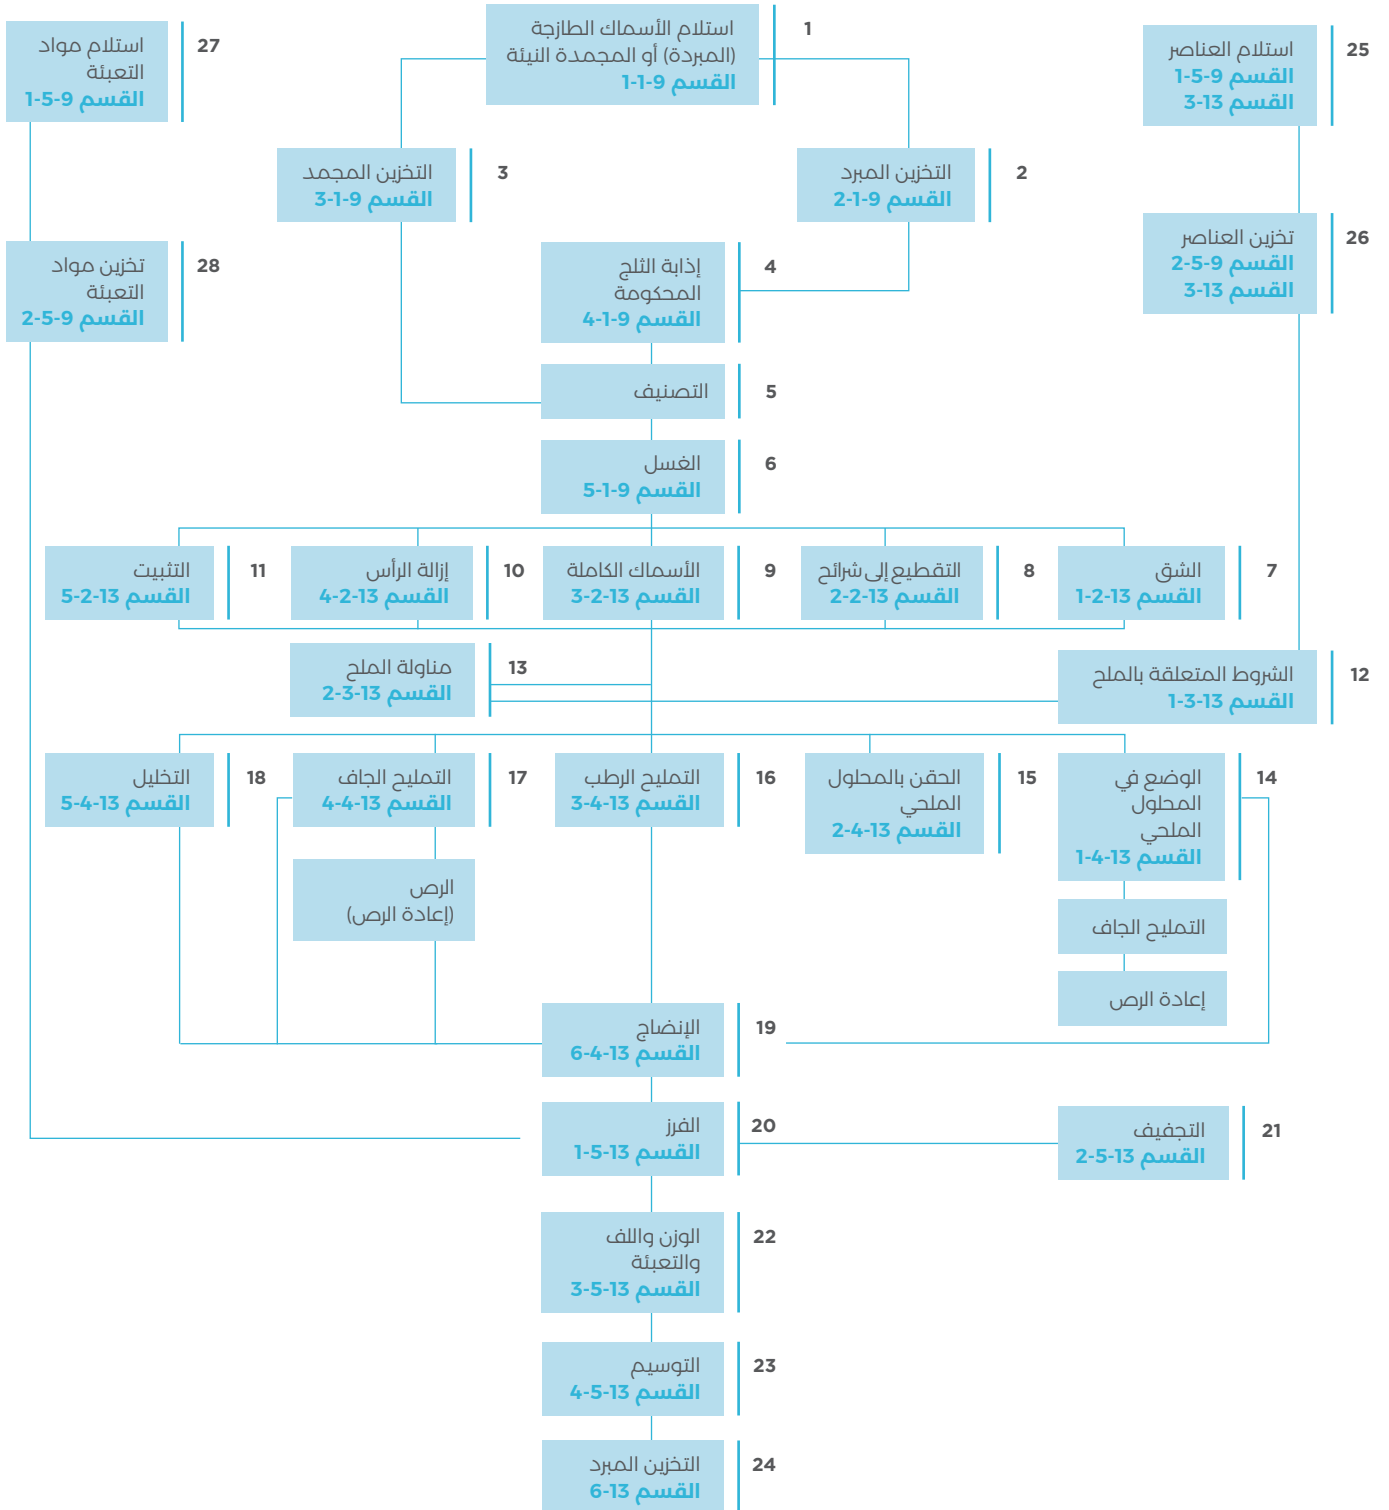 1
استلام الأسماك الطازجة
(المبردة) أو المجمدة النيئة
القسم 9-1-1
25
استلام العناصر
القسم 9-5-1
القسم 13-3
27
استلام مواد
التعبئة
القسم 9-5-1
2
التخزين المبرد
القسم 9-1-2
3
التخزين المجمد
القسم 9-1-3
26
تخزين العناصر
القسم 9-5-2
القسم 13-3
4
إذابة الثلج
المحكومة
القسم 9-1-4
28
تخزين مواد
التعبئة
القسم 9-5-2
5
التصنيف
6
الغسل
القسم 9-1-5
7
الشق
القسم 13-2-1
8
التقطيع إلى شرائح
القسم 13-2-2
9
الأسماك الكاملة
القسم 13-2-3
10
إزالة الرأس
القسم 13-2-4
11
التثبيت
القسم 13-2-5
12
الشروط المتعلقة بالملح
القسم 13-3-1
13
مناولة الملح
القسم 13-3-2
14
الوضع في
المحلول
الملحي
القسم 13-4-1
15
الحقن بالمحلول
الملحي
القسم 13-4-2
16
التمليح الرطب
القسم 13-4-3
17
التمليح الجاف
القسم 13-4-4
18
التخليل
القسم 13-4-5
الرص
(إعادة الرص)
التمليح الجاف
إعادة الرص
19
الإنضاج
القسم 13-4-6
20
الفرز
القسم 13-5-1
21
التجفيف
القسم 13-5-2
22
الوزن واللف
والتعبئة
القسم 13-5-3
23
التوسيم
القسم 13-5-4
24
التخزين المبرد
القسم 13-6